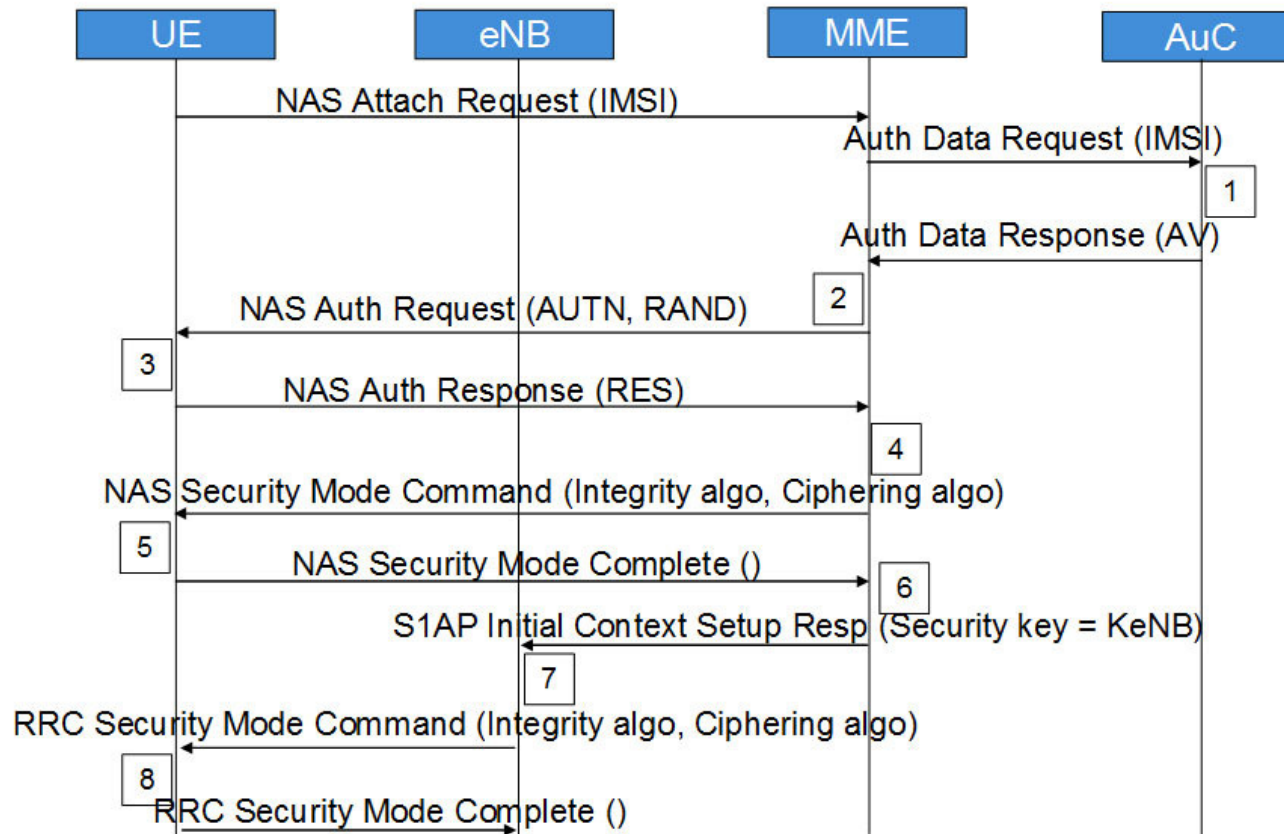 UE
eNB
MME
AuC
NAS Attach Request (IMSI)
Auth Data Request (IMSI)
1
Auth Data Response (AV)
2
NAS Auth Request (AUTN, RAND)
3
NAS Auth Response (RES)
4
NAS Security Mode Command (Integrity algo, Ciphering algo)
5
NAS Security Mode Complete ()
6
S1AP Initial Context Setup Resp (Security key = KeNB)
7
RRC Security Mode Command (Integrity algo, Ciphering algo)
8
RRC Security Mode Complete ()